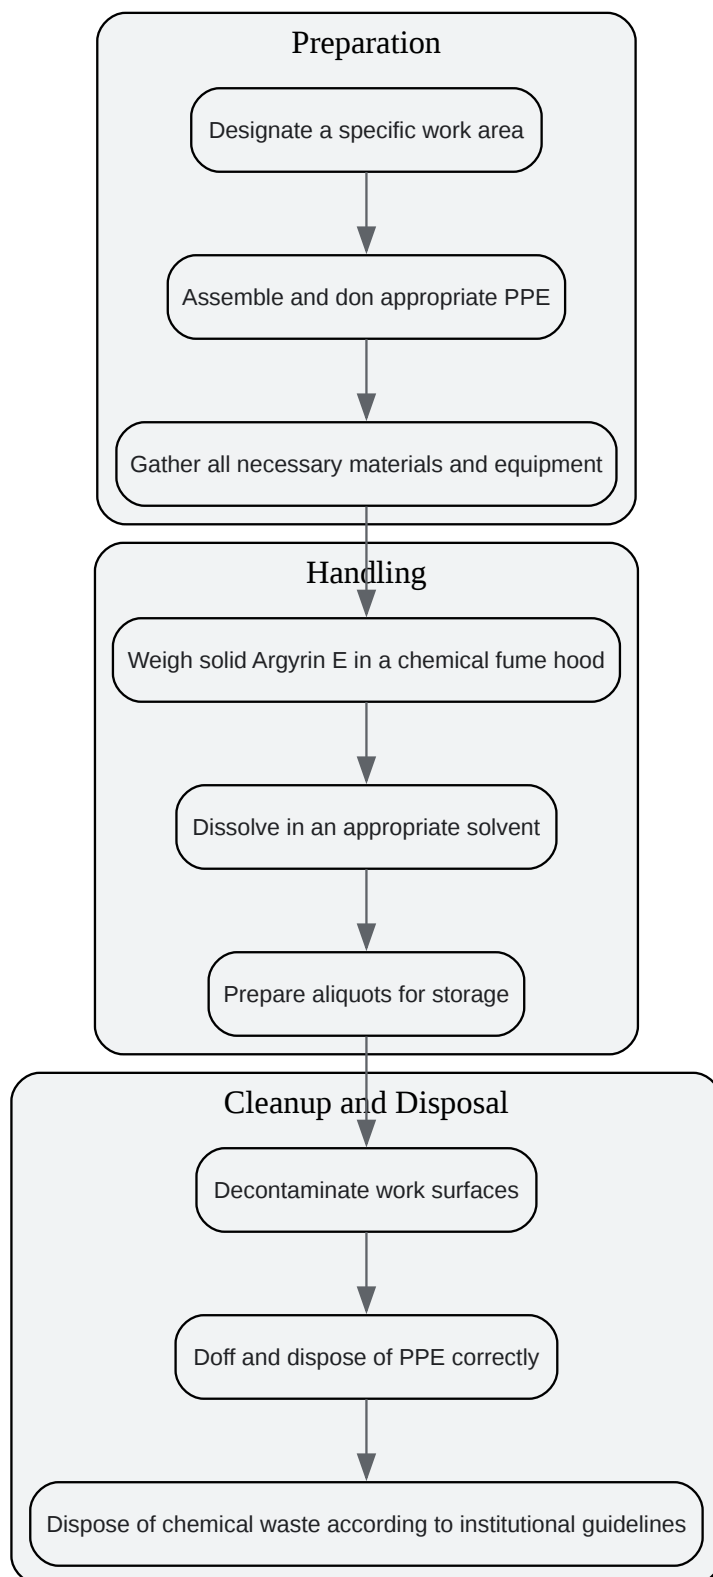 Preparation
Designate a specific work area
Assemble and don appropriate PPE
Gather all necessary materials and equipment
Handling
Weigh solid Argyrin E in a chemical fume hood
Dissolve in an appropriate solvent
Prepare aliquots for storage
Cleanup and Disposal
Decontaminate work surfaces
Doff and dispose of PPE correctly
Dispose of chemical waste according to institutional guidelines